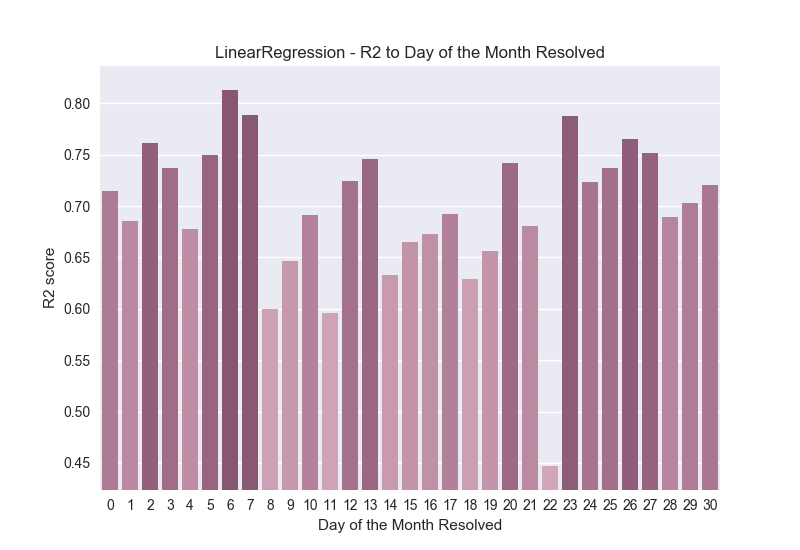 LinearRegression - R2 to Day of the Month Resolved
0.80
0.75
0.70
0.65
0.60
0.55
0.50
0.45
R2 score
0 1 2 3 4 5 6 7 8 9 10 11 12 13 14 15 16 17 18 19 20 21 22 23 24 25 26 27 28 29 30
Day of the Month Resolved